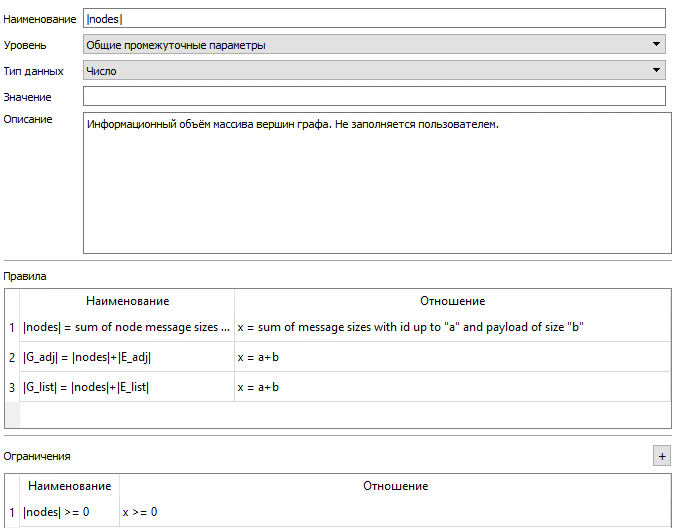 Наименование |nodes|
Уровень Общие промежуточные параметры
Тип данных Число
Значение
Описание Информационный объём массива вершин графа. Не заполняется пользователем.
Правила
Наименование Отношение
1 |nodes| = sum of node message sizes ... x = sum of message sizes with id up to "a" and payload of size "b"
2 |G_adj| = |nodes|+|E_adj| x = a+b
3 |G_list| = |nodes|+|E_list| x = a+b
Ограничения +
Наименование Отношение
1 |nodes| >= 0 x >= 0